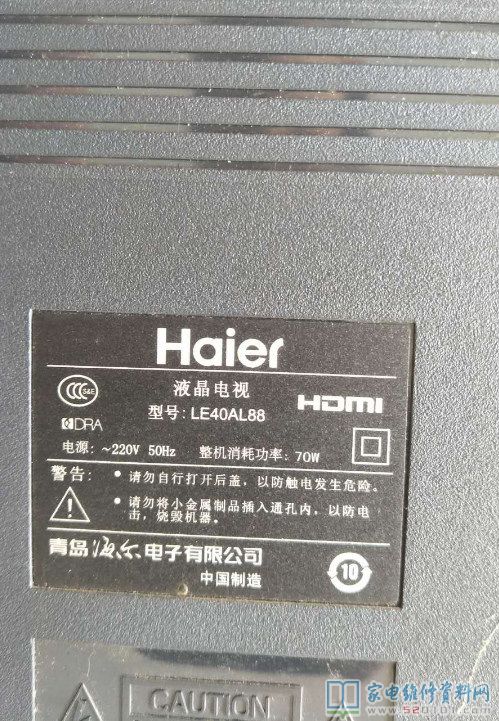 Haier
液晶电视
CCC S&E
型号: LE40AL88
HDMI
DRA
电源: ~220V 50Hz 整机消耗功率: 70W
警告:
• 请勿自行打开后盖, 以防触电发生危险。
• 请勿将小金属制品插入通孔内, 以防电
击, 烧毁机器。
青岛海尔电子有限公司
中国制造
10
CAUTION
家电维修资料网
www.520101.com